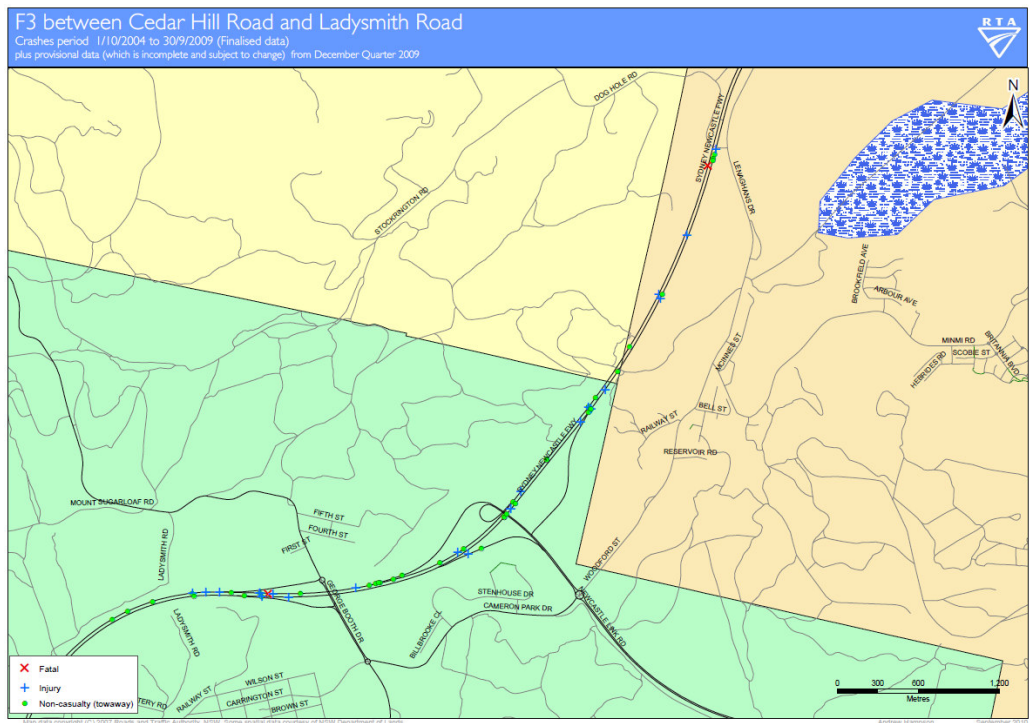 F3 between Cedar Hill Road and Ladysmith Road
Crashes period 1/10/2004 to 30/9/2009 (Finalised data)
plus provisional data (which is incomplete and subject to change) from December Quarter 2009
RTA
N
DOG HOLE RD
SYDNEY NEWCASTLE FWY
LENAGHANS DR
STOCKRINGTON RD
BROOKFIELD AVE
ARBOUR AVE
MINMI RD
SCOBIE ST
BRITANNIA BVD
HEBRIDES RD
MCINNES ST
BELL ST
RAILWAY ST
RESERVOIR RD
SYDNEY NEWCASTLE FWY
MOUNT SUGARLOAF RD
FIFTH ST
FOURTH ST
FIRST ST
LADYSMITH RD
WOODFORD ST
STENHOUSE DR
CAMERON PARK DR
NEWCASTLE LINK RD
GEORGE BOOTH DR
BILLBROOKE CL
LADYSMITH RD
WILSON ST
CARRINGTON ST
BROWN ST
RAILWAY ST
TERY RD
Fatal
Injury
Non-casualty (towaway)
0 300 600 1,200
Metres